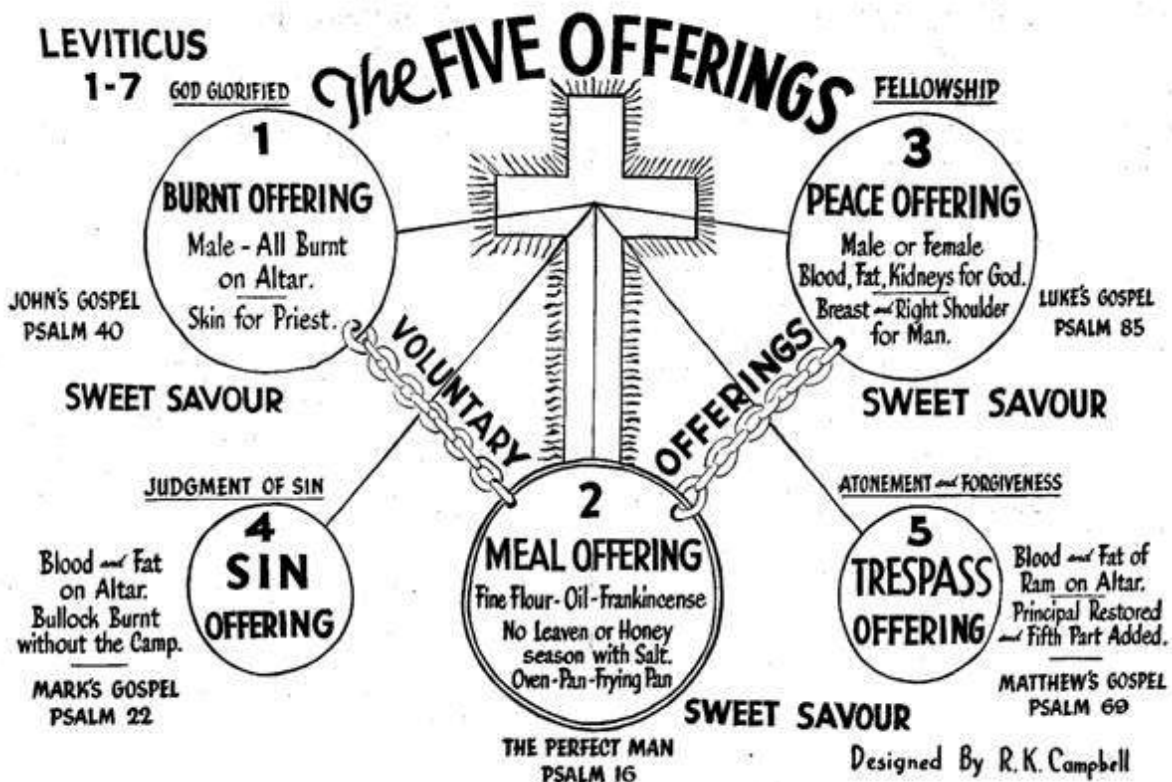 LEVITICUS
1-7
The FIVE OFFERINGS
GOD GLORIFIED
1
BURNT OFFERING
Male - All Burnt
on Altar.
Skin for Priest.
JOHN'S GOSPEL
PSALM 40
SWEET SAVOUR
FELLOWSHIP
3
PEACE OFFERING
Male or Female
Blood, Fat, Kidneys for God.
Breast and Right Shoulder
for Man.
LUKE'S GOSPEL
PSALM 85
SWEET SAVOUR
VOLUNTARY
OFFERINGS
JUDGMENT OF SIN
4
SIN
OFFERING
Blood and Fat
on Altar.
Bullock Burnt
without the Camp.
MARK'S GOSPEL
PSALM 22
2
MEAL OFFERING
Fine Flour - Oil - Frankincense
No Leaven or Honey
season with Salt.
Oven - Pan - Frying Pan
SWEET SAVOUR
THE PERFECT MAN
PSALM 16
ATONEMENT and FORGIVENESS
5
TRESPASS
OFFERING
Blood and Fat of
Ram on Altar.
Principal Restored
and Fifth Part Added.
MATTHEW'S GOSPEL
PSALM 69
Designed By R. K. Campbell